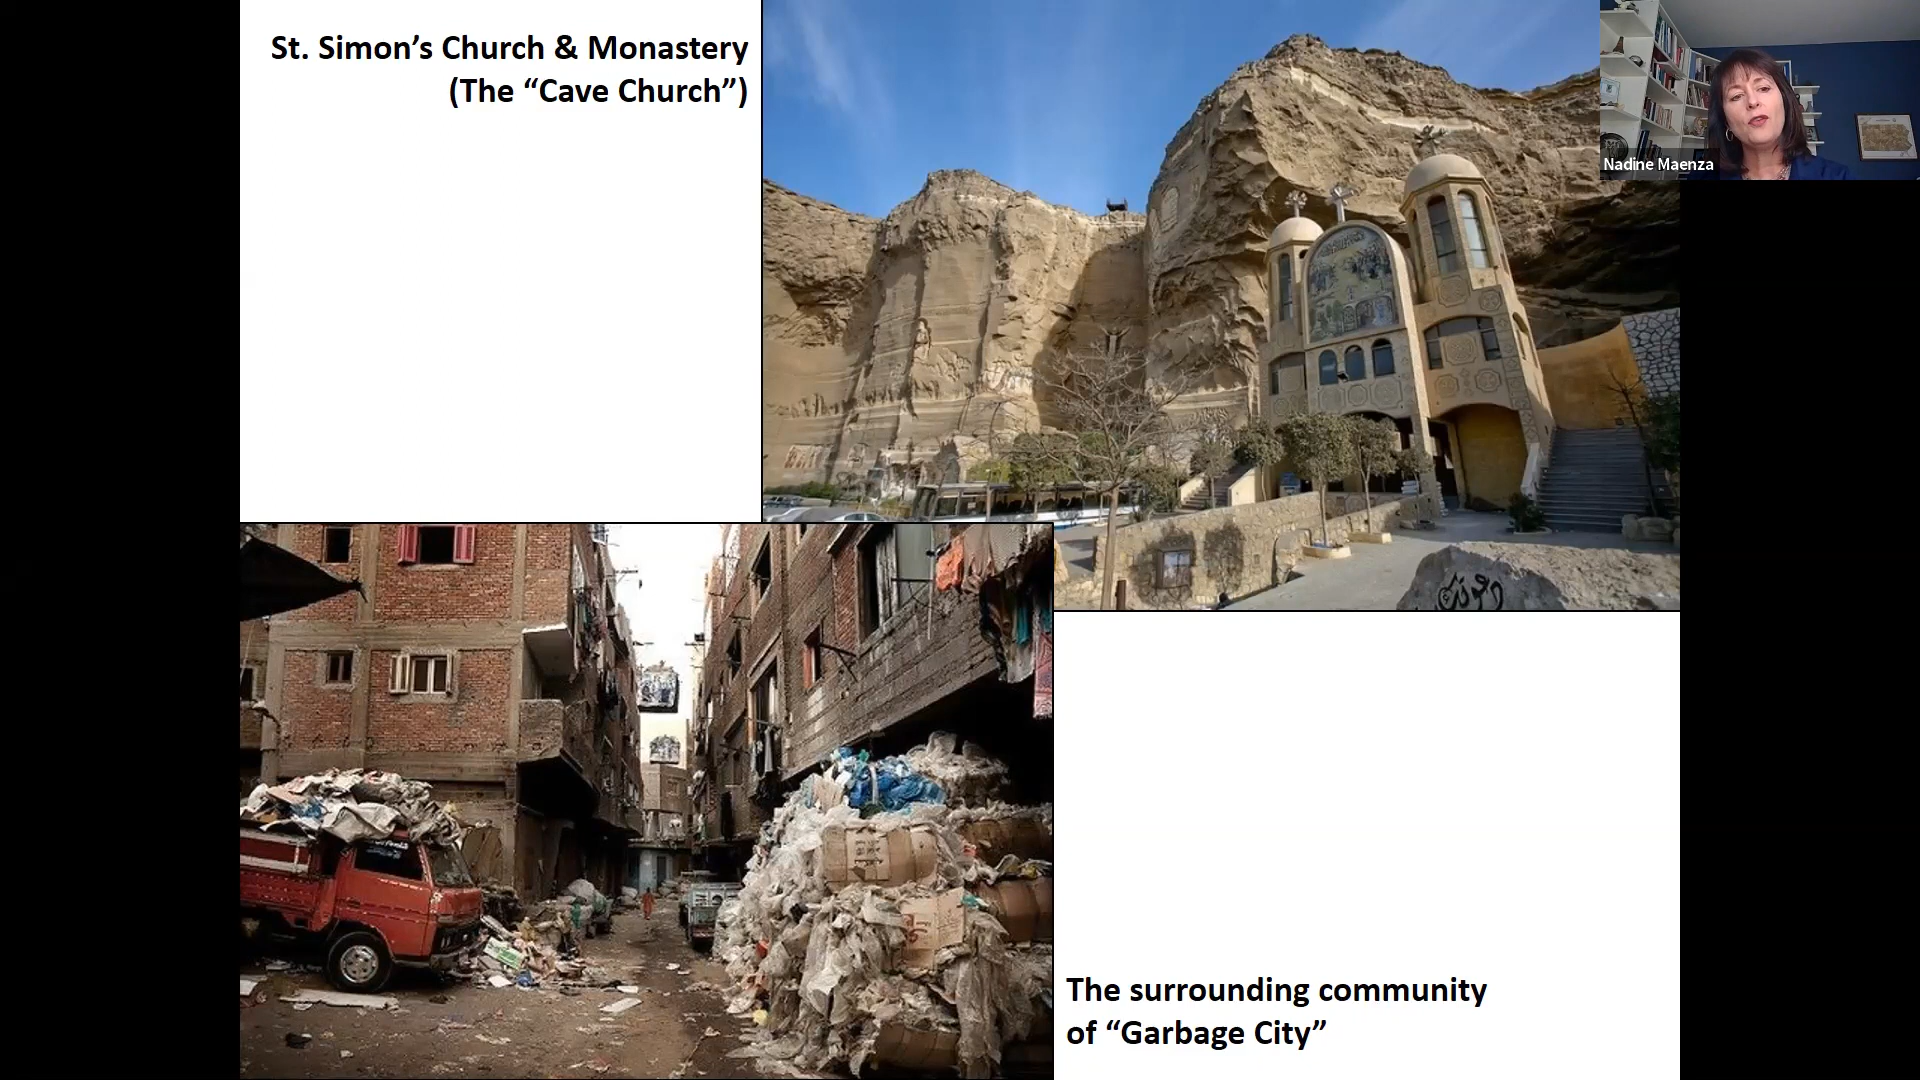 St. Simon’s Church & Monastery
(The “Cave Church”)
Nadine Maenza
The surrounding community
of “Garbage City”